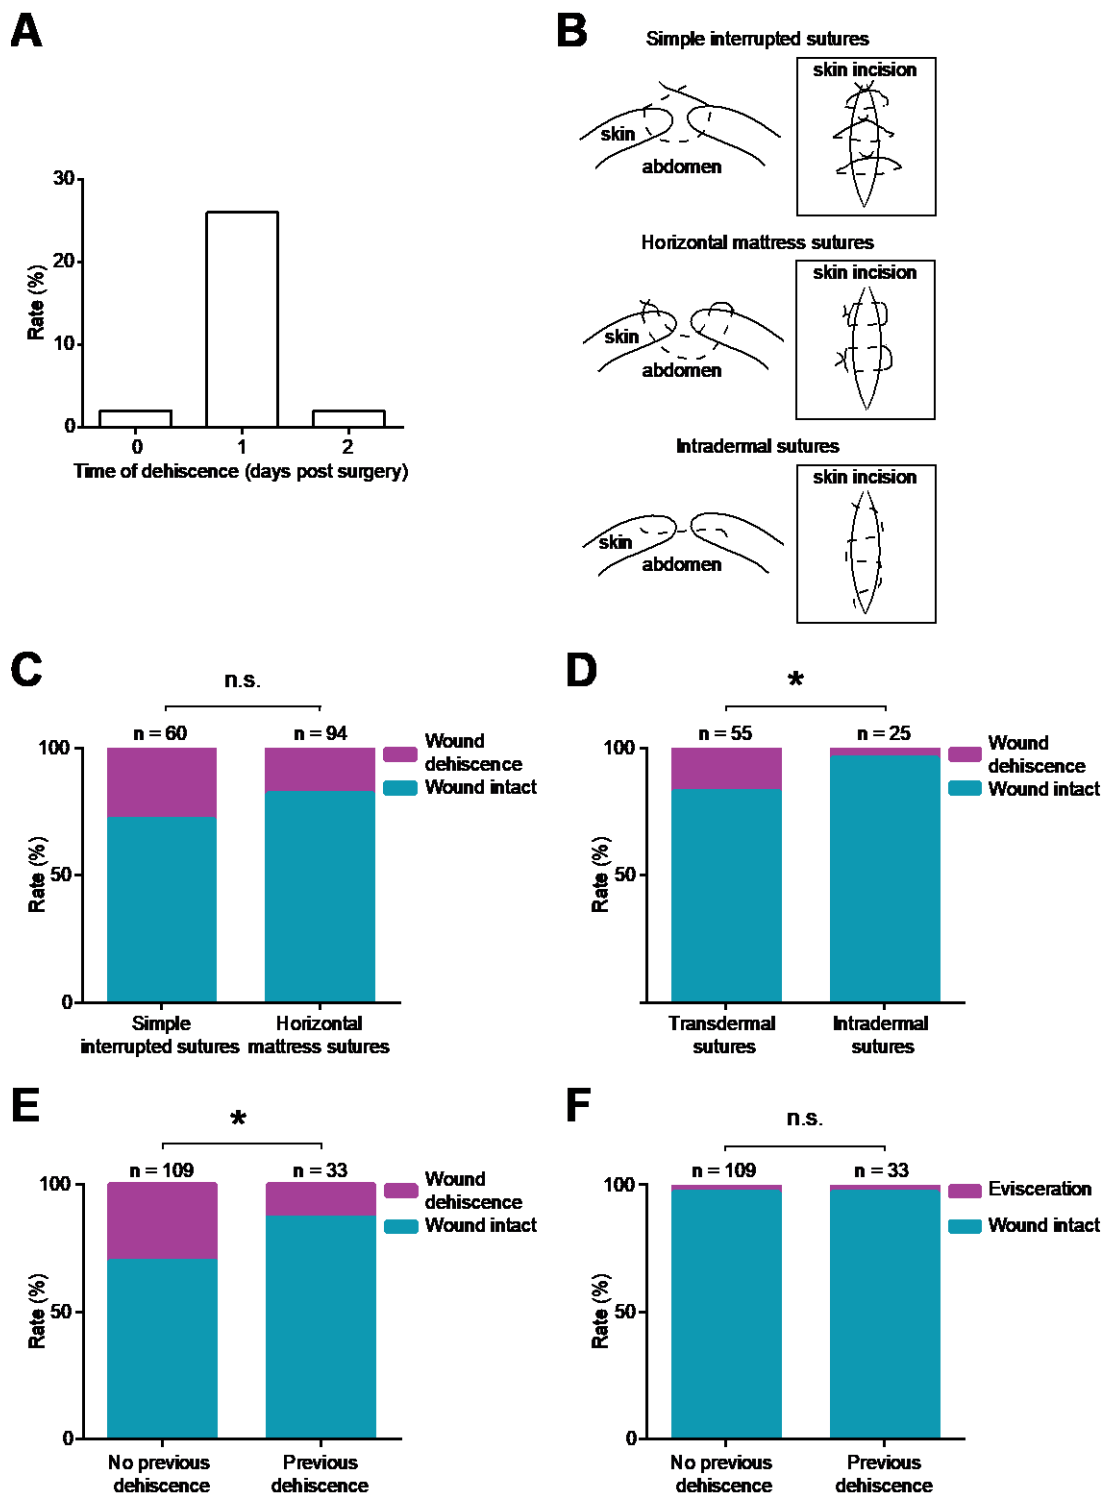 A
30
20
10
0
Rate (%)
0
1
2
Time of dehiscence (days post surgery)
B
Simple interrupted sutures
skin
abdomen
skin incision
Horizontal mattress sutures
skin
abdomen
skin incision
Intradermal sutures
skin
abdomen
skin incision
C
n.s.
n = 60
n = 94
100
50
0
Rate (%)
Wound
dehiscence
Wound intact
Simple
interrupted sutures
Horizontal
mattress sutures
D
*
n = 55
n = 25
100
50
Rate (%)
Wound
dehiscence
Wound intact
Transdermal
sutures
Intradermal
sutures
E
*
n = 109
n = 33
100
50
0
Rate (%)
Wound
dehiscence
Wound intact
No previous
dehiscence
Previous
dehiscence
F
n.s.
n = 109
n = 33
100
50
0
Rate (%)
Evisceration
Wound intact
No previous
dehiscence
Previous
dehiscence